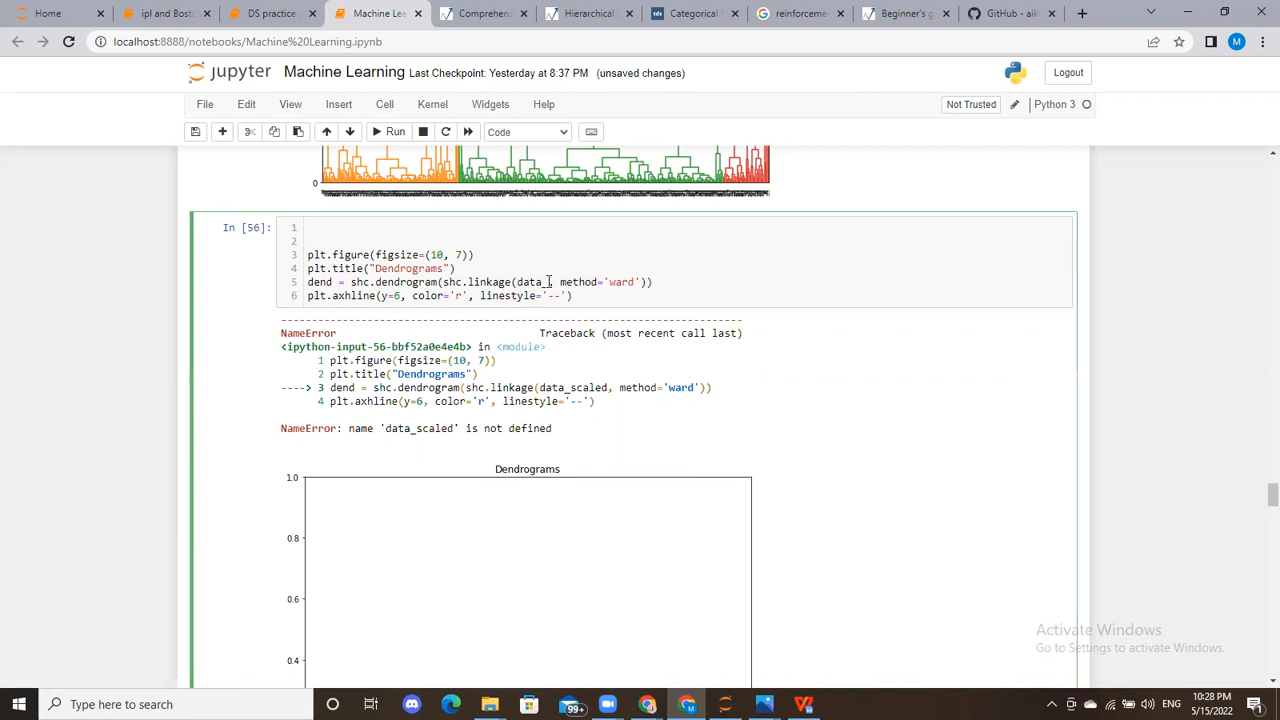 Home
ipl and Bosto
DS practice
Machine Lea
Comprehens
Hierarchical
tds
Categorical
reinforceme
Beginner's g
GitHub - aik
localhost:8888/notebooks/Machine%20Learning.ipynb
M
jupyter Machine Learning Last Checkpoint: Yesterday at 8:37 PM (unsaved changes)
Logout
File Edit View Insert Cell Kernel Widgets Help
Not Trusted
Python 3
Run
Code
0
In [56]:
1
2
3 plt.figure(figsize=(10, 7))
4 plt.title("Dendrograms")
5 dend = shc.dendrogram(shc.linkage(data_, method='ward'))
6 plt.axhline(y=6, color='r', linestyle='--')
---------------------------------------------------------------------------
NameError Traceback (most recent call last)
<ipython-input-56-bbf52a0e4e4b> in <module>
1 plt.figure(figsize=(10, 7))
2 plt.title("Dendrograms")
----> 3 dend = shc.dendrogram(shc.linkage(data_scaled, method='ward'))
4 plt.axhline(y=6, color='r', linestyle='--')
NameError: name 'data_scaled' is not defined
Dendrograms
1.0
0.8
0.6
0.4
Activate Windows
Go to Settings to activate Windows.
Type here to search
99+
ENG
10:28 PM
5/15/2022
1